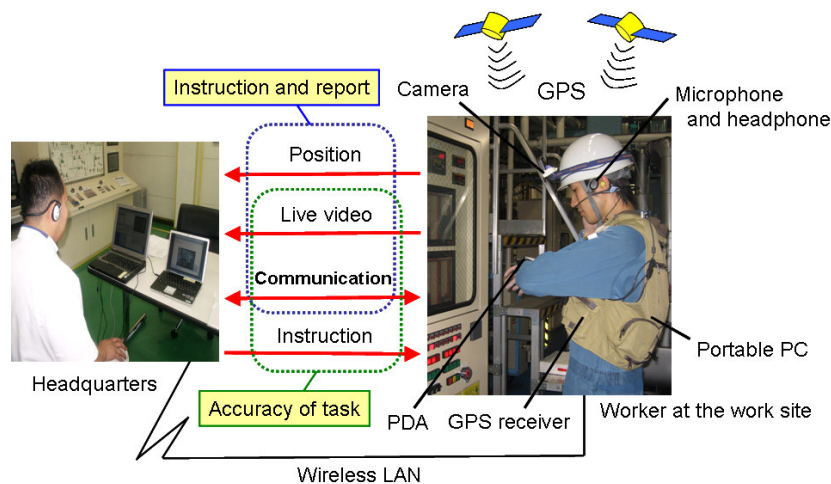 Instruction and report
Camera
GPS
Microphone
and headphone
Position
Live video
Communication
Instruction
Headquarters
Accuracy of task
PDA
GPS receiver
Portable PC
Worker at the work site
Wireless LAN